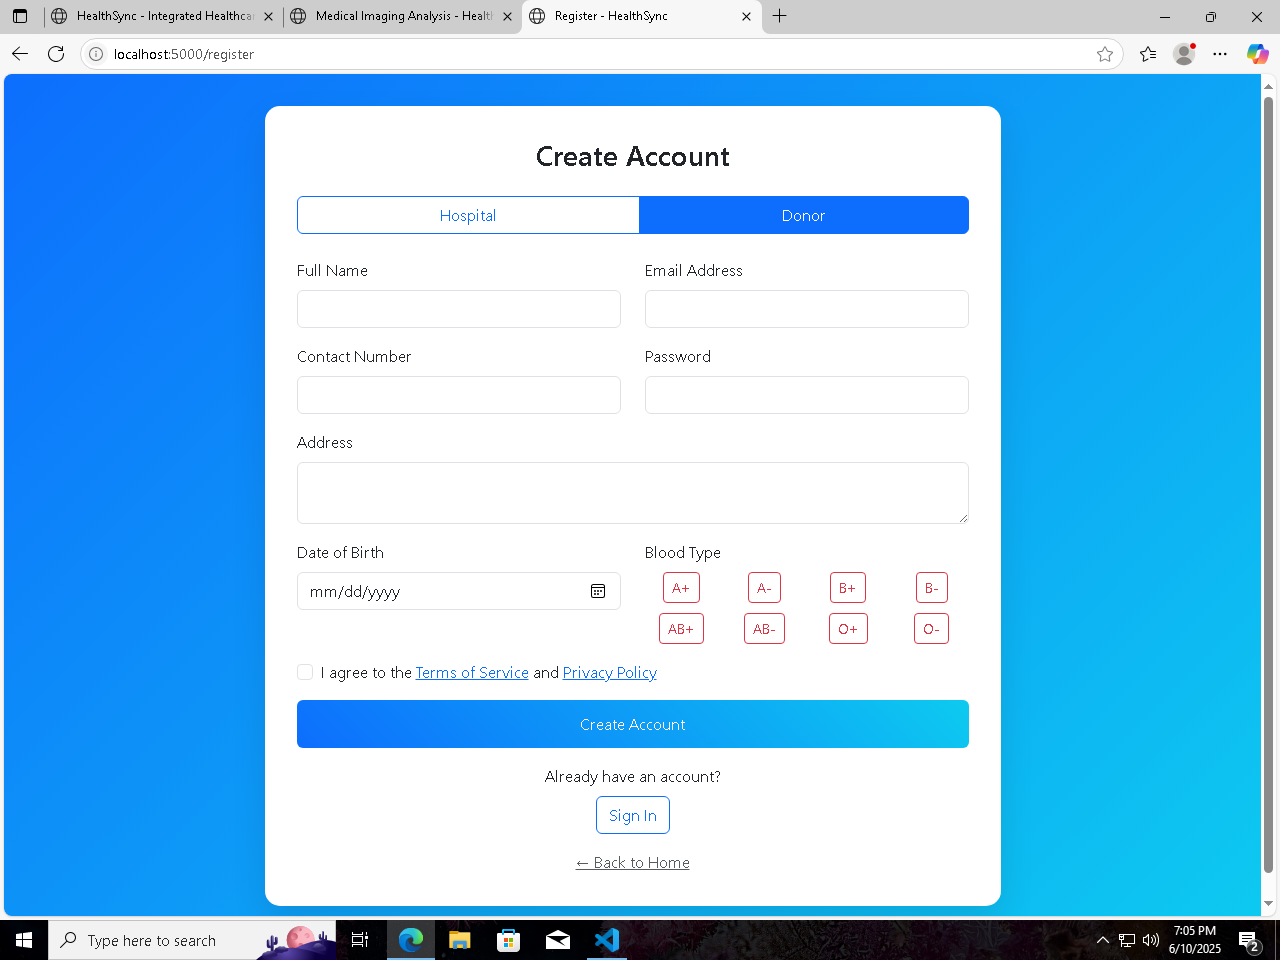 HealthSync - Integrated Healthcar
Medical Imaging Analysis - Health
Register - HealthSync
localhost:5000/register
Create Account
Hospital
Donor
Full Name
Email Address
Contact Number
Password
Address
Date of Birth
Blood Type
mm/dd/yyyy
A+
A-
B+
B-
AB+
AB-
O+
O-
I agree to the Terms of Service and Privacy Policy
Create Account
Already have an account?
Sign In
← Back to Home
Type here to search
7:05 PM
6/10/2025
2